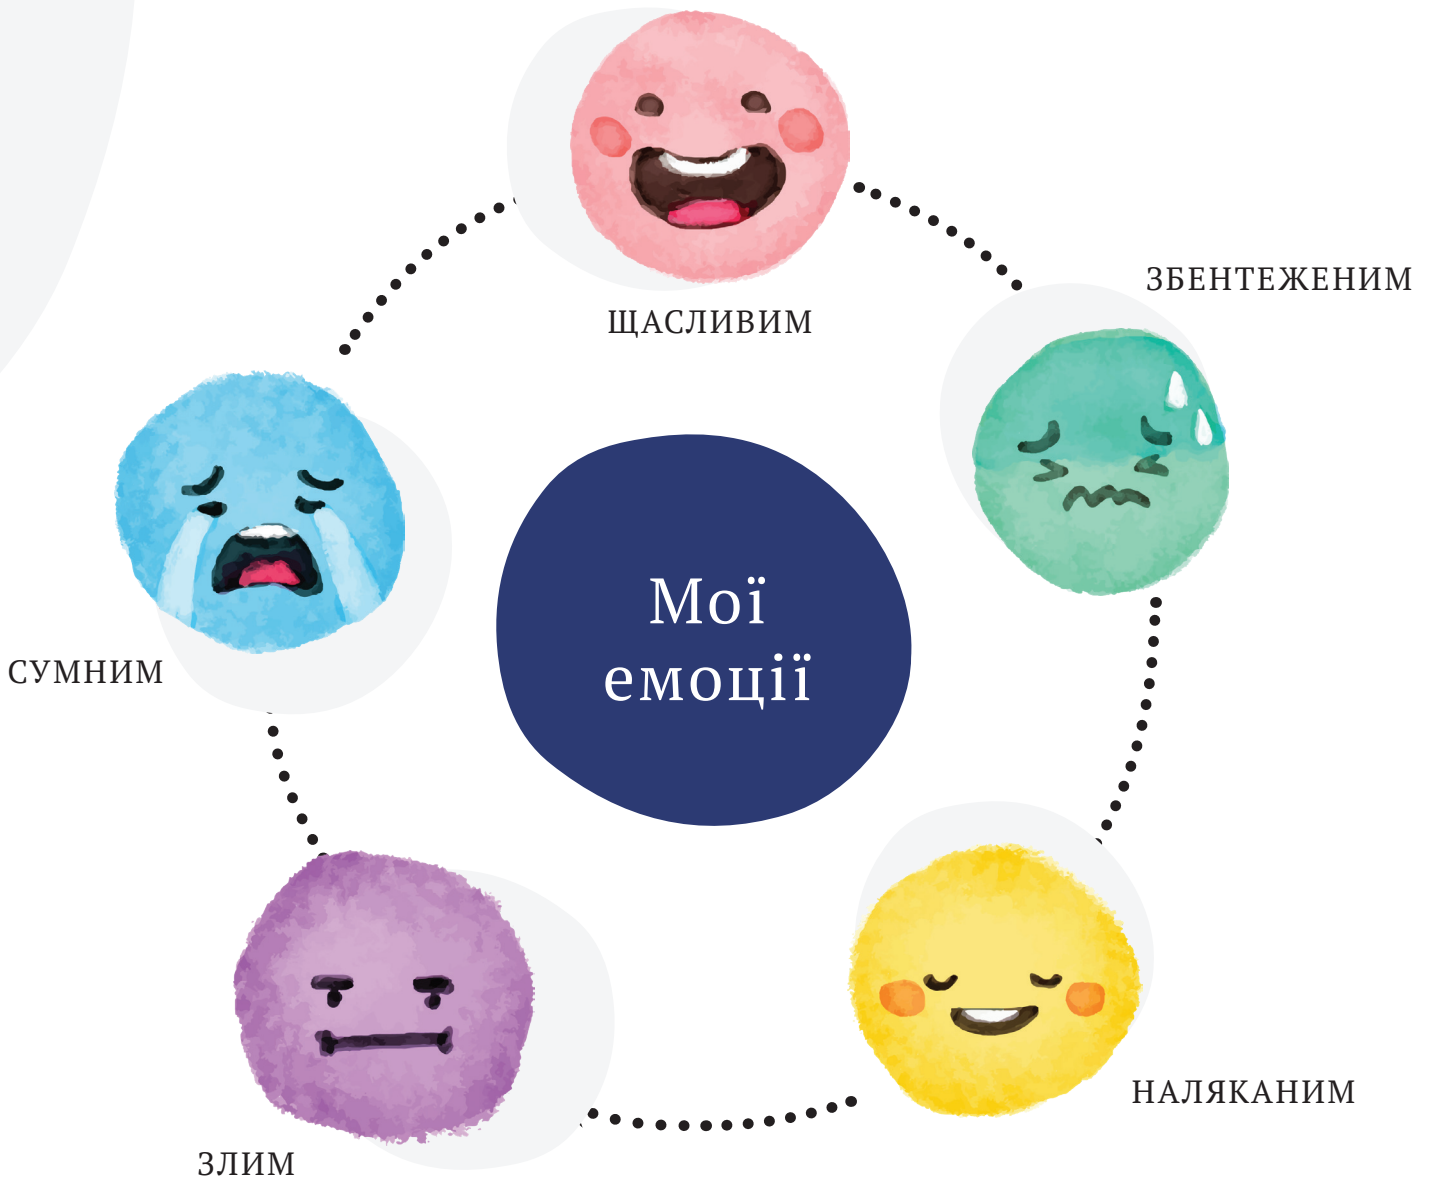 ЩАСЛИВИМ
ЗБЕНТЕЖЕНИМ
Мої
емоції
СУМНИМ
НАЛЯКАНИМ
ЗЛИМ